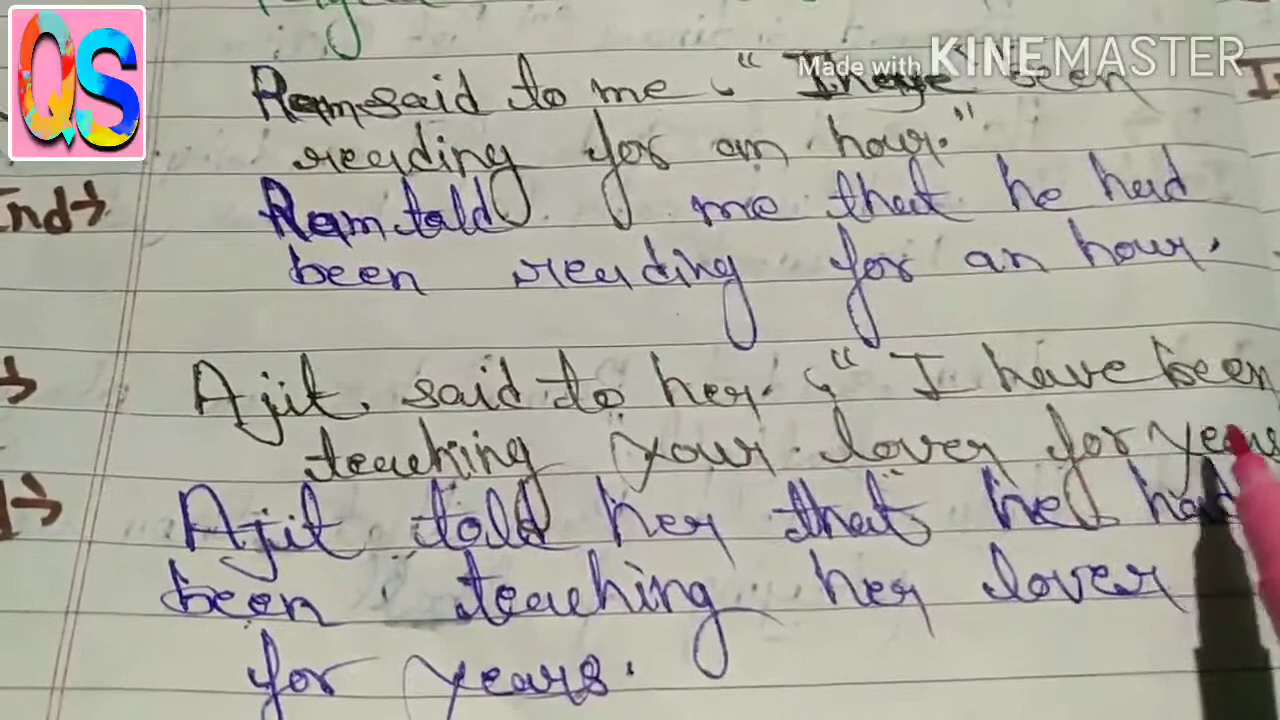 QS
Made with KINEMASTER
Ram said to me, "I have been
reading for an hour."
Ind→ Ram told me that he had
been reading for an hour.
Ajit said to her, "I have been
teaching your lover for years
Ajit told her that he had
been teaching her lover
for years.